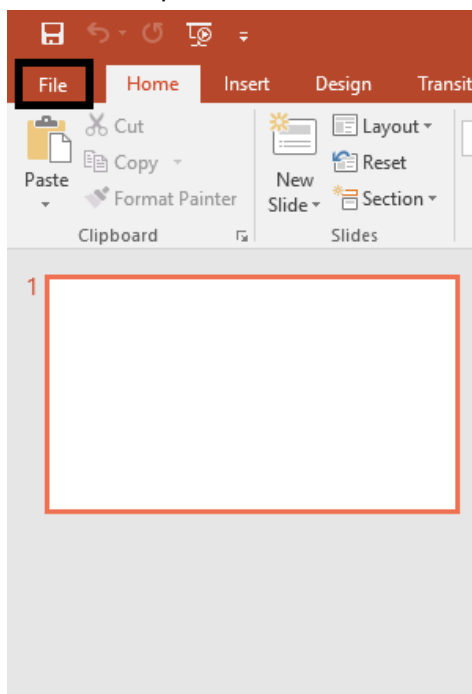 File Home Insert Design Transit
Cut
Copy
Format Painter
Paste
Clipboard
New
Slide
Layout
Reset
Section
Slides
1